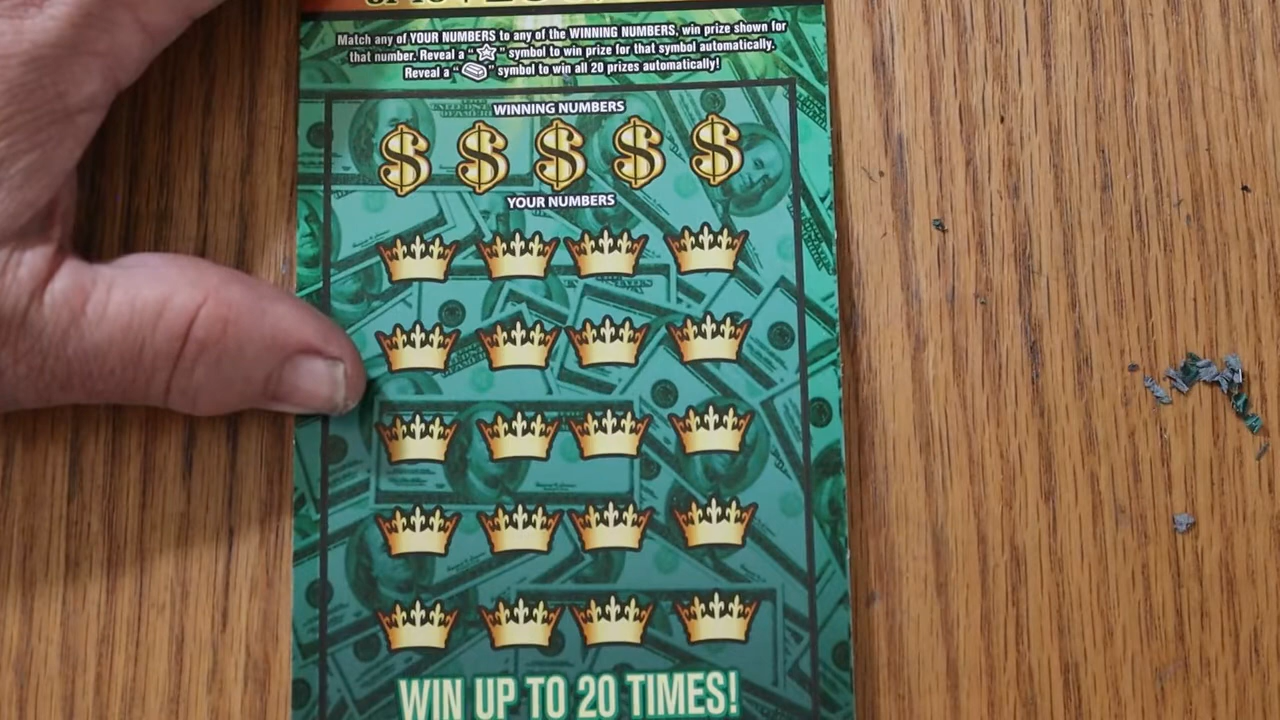 Match any of YOUR NUMBERS to any of the WINNING NUMBERS, win prize shown for
that number. Reveal a " " symbol to win prize for that symbol automatically.
Reveal a " " symbol to win all 20 prizes automatically!
WINNING NUMBERS
$ $ $ $ $
YOUR NUMBERS
WIN UP TO 20 TIMES!